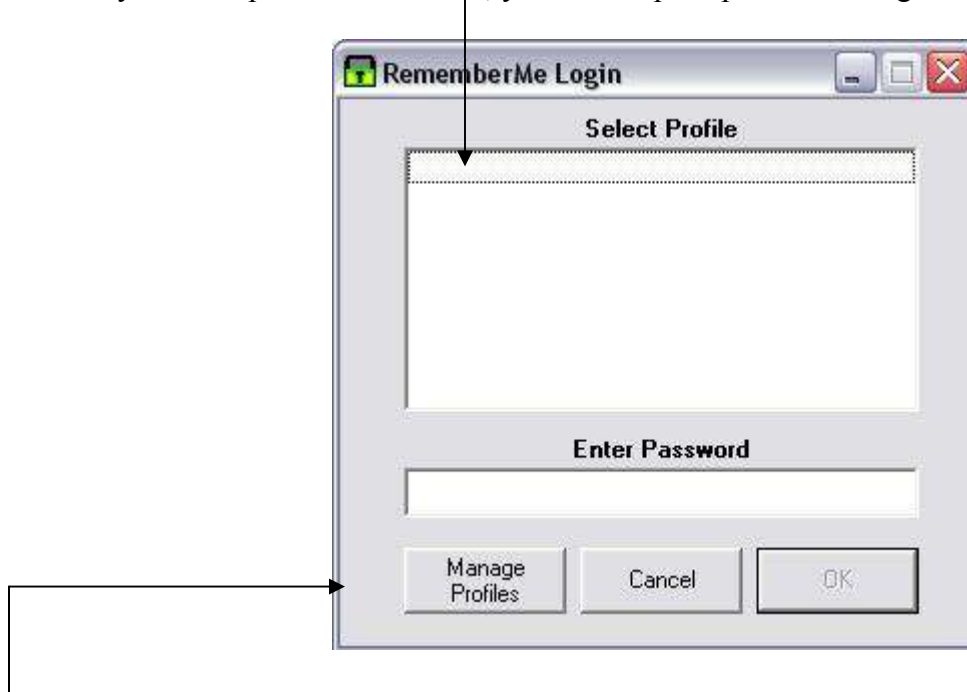 RememberMe Login
Select Profile
Enter Password
Manage
Profiles
Cancel
OK